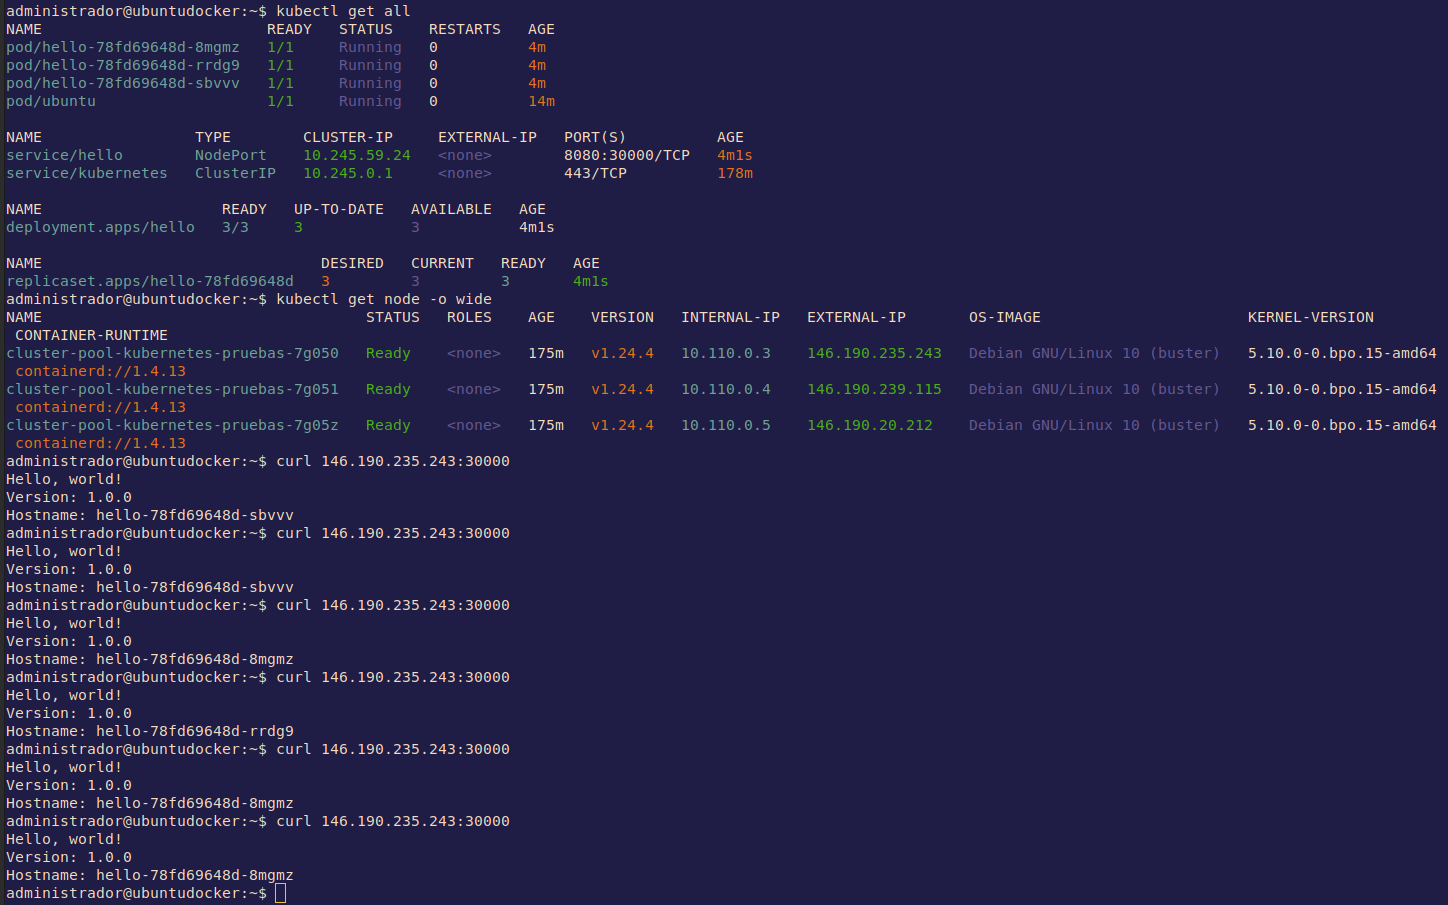 administrador@ubuntudocker:~$ kubectl get all
NAME                         READY   STATUS    RESTARTS   AGE
pod/hello-78fd69648d-8mgmz   1/1     Running   0          4m
pod/hello-78fd69648d-rrdg9   1/1     Running   0          4m
pod/hello-78fd69648d-sbvvv   1/1     Running   0          4m
pod/ubuntu                   1/1     Running   0          14m
NAME                 TYPE        CLUSTER-IP     EXTERNAL-IP   PORT(S)          AGE
service/hello        NodePort    10.245.59.24   <none>        8080:30000/TCP   4m1s
service/kubernetes   ClusterIP   10.245.0.1     <none>        443/TCP          178m
NAME                    READY   UP-TO-DATE   AVAILABLE   AGE
deployment.apps/hello   3/3     3            3           4m1s
NAME                               DESIRED   CURRENT   READY   AGE
replicaset.apps/hello-78fd69648d   3         3         3       4m1s
administrador@ubuntudocker:~$ kubectl get node -o wide
NAME                                    STATUS   ROLES    AGE    VERSION   INTERNAL-IP   EXTERNAL-IP       OS-IMAGE                       KERNEL-VERSION
 CONTAINER-RUNTIME
cluster-pool-kubernetes-pruebas-7g050   Ready    <none>   175m   v1.24.4   10.110.0.3    146.190.235.243   Debian GNU/Linux 10 (buster)   5.10.0-0.bpo.15-amd64
 containerd://1.4.13
cluster-pool-kubernetes-pruebas-7g051   Ready    <none>   175m   v1.24.4   10.110.0.4    146.190.239.115   Debian GNU/Linux 10 (buster)   5.10.0-0.bpo.15-amd64
 containerd://1.4.13
cluster-pool-kubernetes-pruebas-7g05z   Ready    <none>   175m   v1.24.4   10.110.0.5    146.190.20.212    Debian GNU/Linux 10 (buster)   5.10.0-0.bpo.15-amd64
 containerd://1.4.13
administrador@ubuntudocker:~$ curl 146.190.235.243:30000
Hello, world!
Version: 1.0.0
Hostname: hello-78fd69648d-sbvvv
administrador@ubuntudocker:~$ curl 146.190.235.243:30000
Hello, world!
Version: 1.0.0
Hostname: hello-78fd69648d-sbvvv
administrador@ubuntudocker:~$ curl 146.190.235.243:30000
Hello, world!
Version: 1.0.0
Hostname: hello-78fd69648d-8mgmz
administrador@ubuntudocker:~$ curl 146.190.235.243:30000
Hello, world!
Version: 1.0.0
Hostname: hello-78fd69648d-rrdg9
administrador@ubuntudocker:~$ curl 146.190.235.243:30000
Hello, world!
Version: 1.0.0
Hostname: hello-78fd69648d-8mgmz
administrador@ubuntudocker:~$ curl 146.190.235.243:30000
Hello, world!
Version: 1.0.0
Hostname: hello-78fd69648d-8mgmz
administrador@ubuntudocker:~$